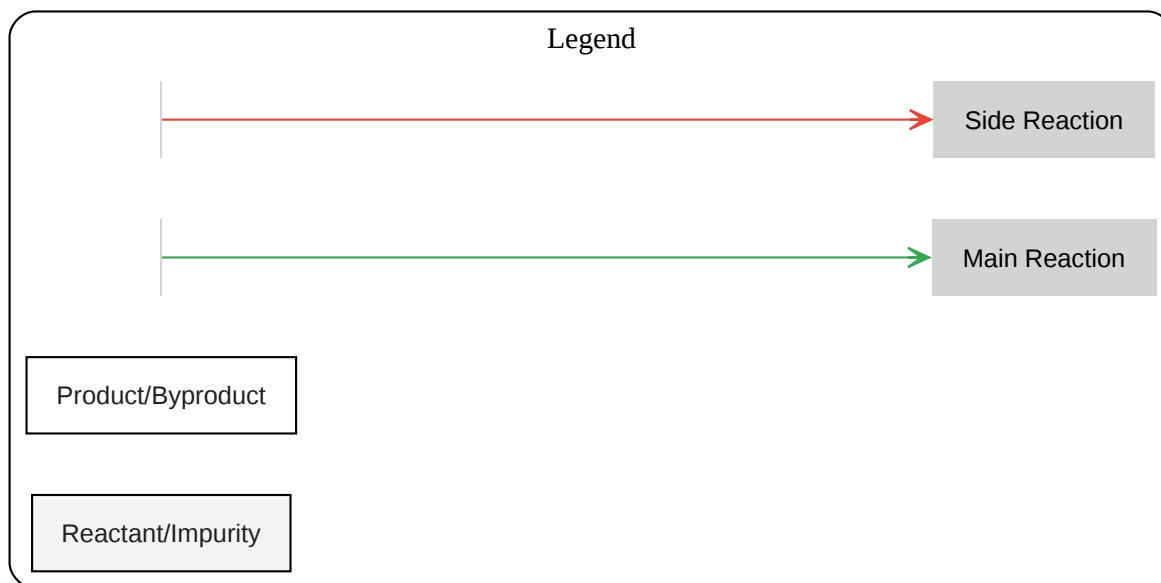 Legend
Side Reaction
Main Reaction
Product/Byproduct
Reactant/Impurity